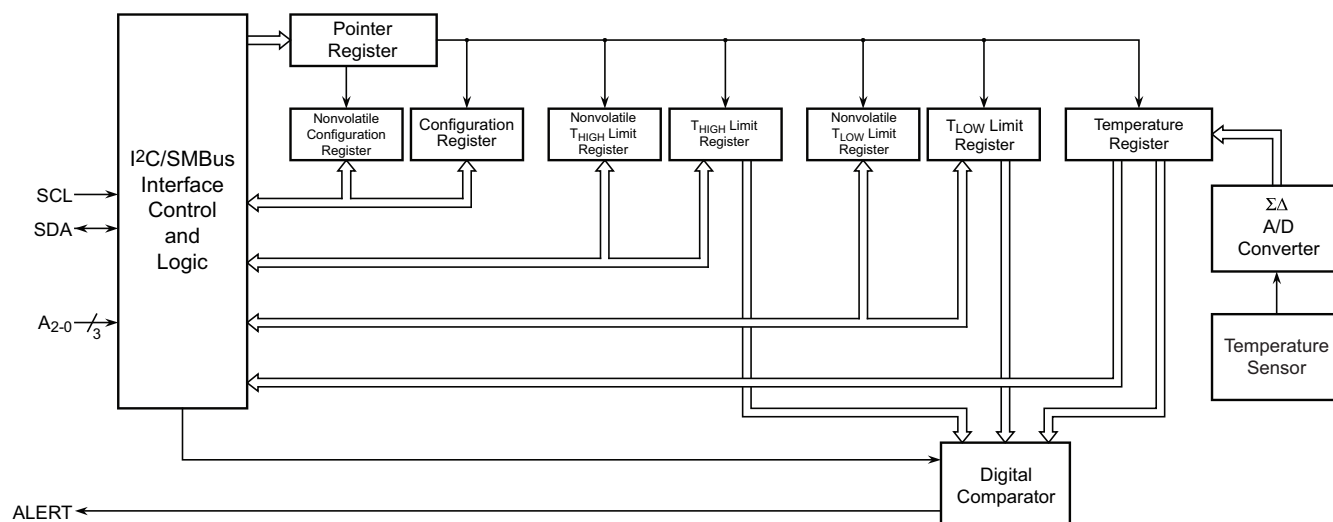 Pointer
Register
Nonvolatile
Configuration
Register
Configuration
Register
Nonvolatile
THIGH Limit
Register
THIGH Limit
Register
Nonvolatile
TLOW Limit
Register
TLOW Limit
Register
Temperature
Register
I²C/SMBus
Interface
Control
and
Logic
SCL
SDA
A2-0
3
ΣΔ
A/D
Converter
Temperature
Sensor
Digital
Comparator
ALERT